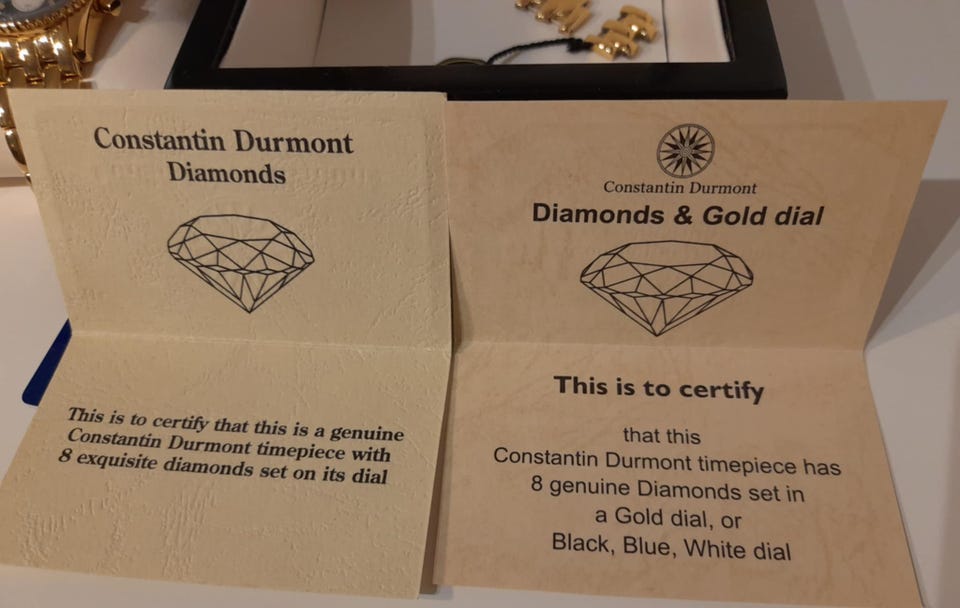 Constantin Durmont
Diamonds
This is to certify that this is a genuine
Constantin Durmont timepiece with
8 exquisite diamonds set on its dial
Constantin Durmont
Diamonds & Gold dial
This is to certify
that this
Constantin Durmont timepiece has
8 genuine Diamonds set in
a Gold dial, or
Black, Blue, White dial